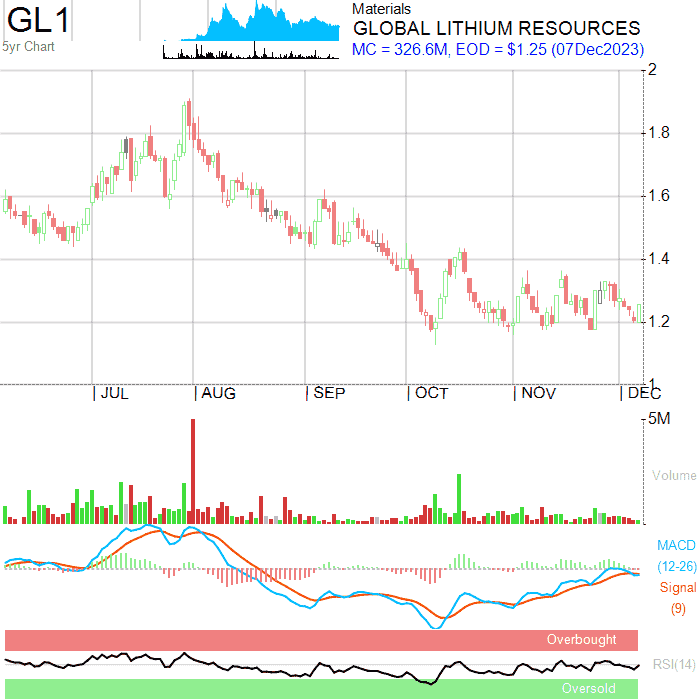 GL1
5yr Chart
Materials
GLOBAL LITHIUM RESOURCES
MC = 326.6M, EOD = $1.25 (07Dec2023)
2
1.8
1.6
1.4
1.2
1
JUL AUG SEP OCT NOV DEC
5M
Volume
MACD
(12-26)
Signal
(9)
Overbought
RSI(14)
Oversold